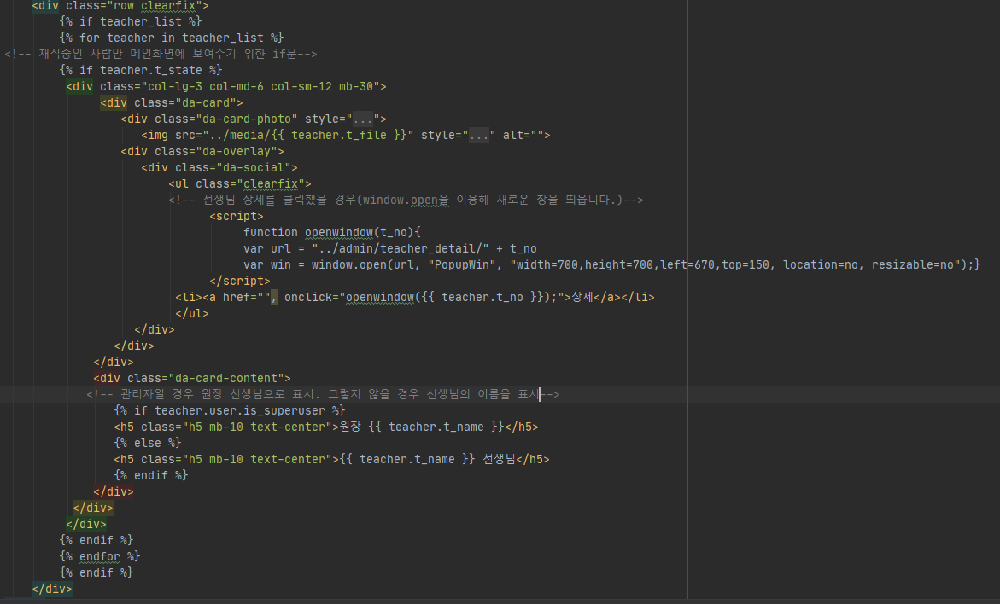 <div class="row clearfix">
{% if teacher_list %}
{% for teacher in teacher_list %}
<!-- 재직중인 사람만 메인화면에 보여주기 위한 if문-->
{% if teacher.t_state %}
<div class="col-lg-3 col-md-6 col-sm-12 mb-30">
<div class="da-card">
<div class="da-card-photo" style="...">
<img src="../media/{{ teacher.t_file }}" style="..." alt="">
<div class="da-overlay">
<div class="da-social">
<ul class="clearfix">
<!-- 선생님 상세를 클릭했을 경우(window.open을 이용해 새로운 창을 띄웁니다.)-->
<script>
function openwindow(t_no){
var url = "../admin/teacher_detail/" + t_no
var win = window.open(url, "PopupWin", "width=700,height=700,left=670,top=150, location=no, resizable=no");}
</script>
<li><a href="", onclick="openwindow({{ teacher.t_no }});">상세</a></li>
</ul>
</div>
</div>
</div>
<div class="da-card-content">
<!-- 관리자일 경우 원장 선생님으로 표시. 그렇지 않을 경우 선생님의 이름을 표시-->
{% if teacher.user.is_superuser %}
<h5 class="h5 mb-10 text-center">원장 {{ teacher.t_name }}</h5>
{% else %}
<h5 class="h5 mb-10 text-center">{{ teacher.t_name }} 선생님</h5>
{% endif %}
</div>
</div>
</div>
{% endif %}
{% endfor %}
{% endif %}
</div>